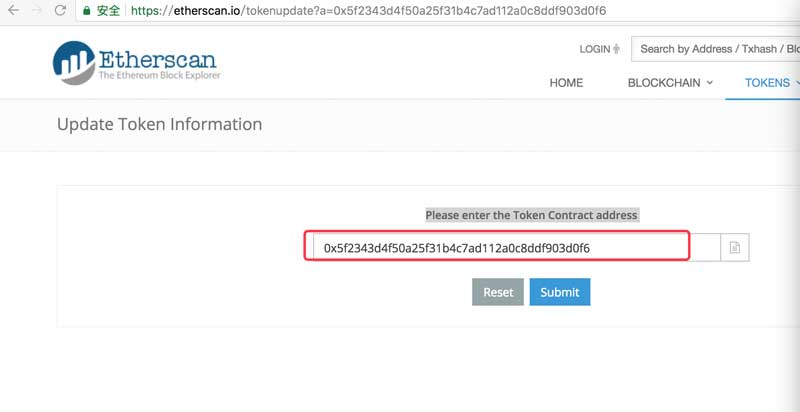 安全 https://etherscan.io/tokenupdate?a=0x5f2343d4f50a25f31b4c7ad112a0c8ddf903d0f6
Etherscan
The Ethereum Block Explorer
LOGIN Search by Address / Txhash / Blo
HOME BLOCKCHAIN TOKENS
Update Token Information
Please enter the Token Contract address
0x5f2343d4f50a25f31b4c7ad112a0c8ddf903d0f6
Reset Submit